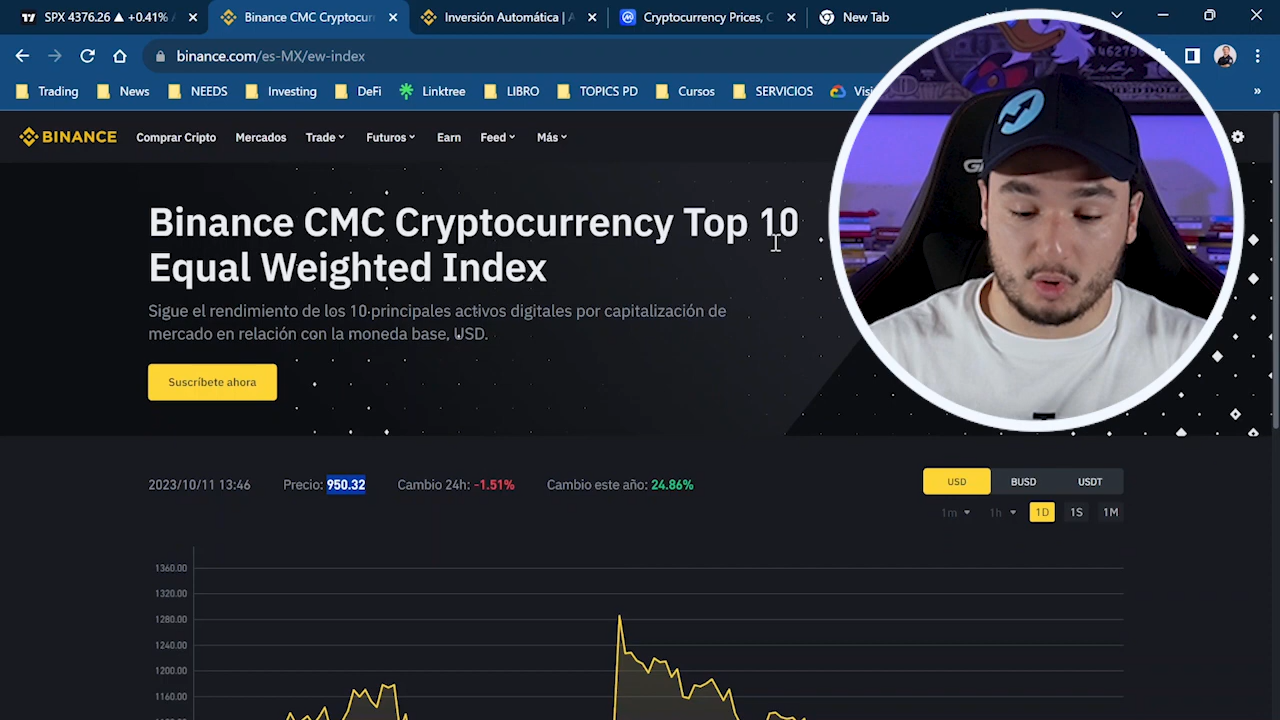 SPX 4376.26 ▲ +0.41%
Binance CMC Cryptocurr
Inversión Automática |
Cryptocurrency Prices, C
New Tab
binance.com/es-MX/ew-index
Trading
News
NEEDS
Investing
DeFi
Linktree
LIBRO
TOPICS PD
Cursos
SERVICIOS
BINANCE
Comprar Cripto
Mercados
Trade
Futuros
Earn
Feed
Más
Binance CMC Cryptocurrency Top 10
Equal Weighted Index
Sigue el rendimiento de los 10 principales activos digitales por capitalización de
mercado en relación con la moneda base, USD.
Suscríbete ahora
2023/10/11 13:46
Precio: 950.32
Cambio 24h: -1.51%
Cambio este año: 24.86%
USD
BUSD
USDT
1m
1h
1D
1S
1M
1360.00
1320.00
1280.00
1240.00
1200.00
1160.00